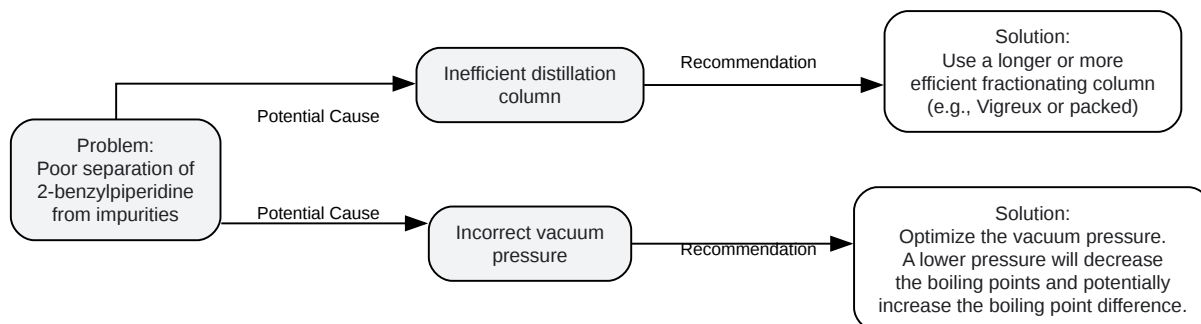 Problem:
Poor separation of
2-benzylpiperidine
from impurities
Potential Cause
Inefficient distillation
column
Recommendation
Solution:
Use a longer or more
efficient fractionating column
(e.g., Vigreux or packed)
Potential Cause
Incorrect vacuum
pressure
Recommendation
Solution:
Optimize the vacuum pressure.
A lower pressure will decrease
the boiling points and potentially
increase the boiling point difference.